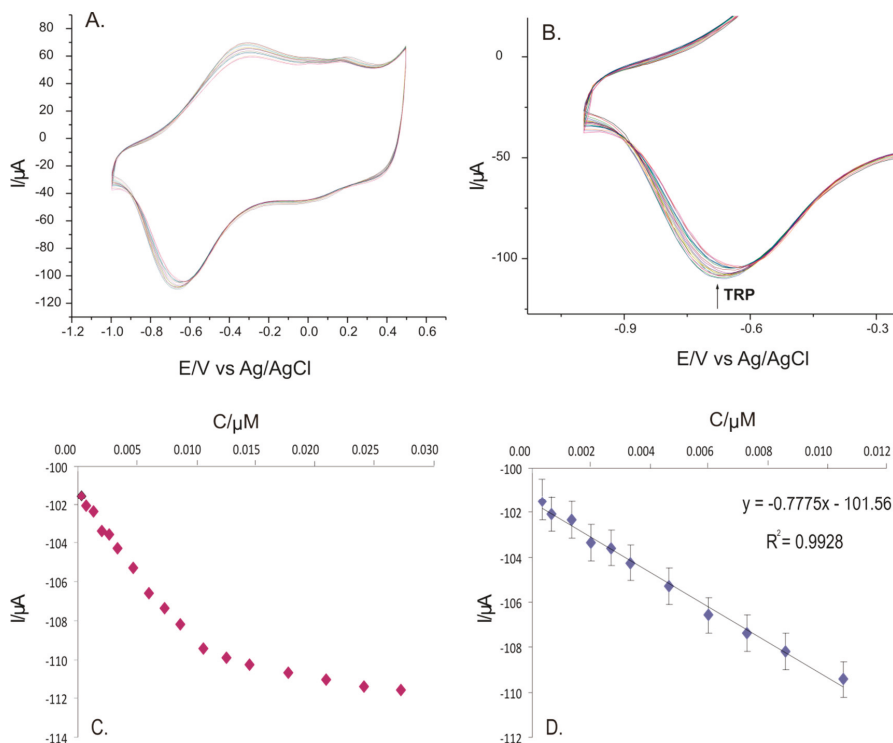 A.
80
60
40
20
0
-20
-40
-60
-80
-100
-120
I/µA
-1.2 -1.0 -0.8 -0.6 -0.4 -0.2 0.0 0.2 0.4 0.6
E/V vs Ag/AgCl
B.
0
-50
-100
I/µA
TRP
-0.9 -0.6 -0.3
E/V vs Ag/AgCl
C/µM
0.00 0.005 0.010 0.015 0.020 0.025 0.030
-100
-102
-104
-106
-108
-110
-112
-114
I/µA
C.
C/µM
0.00 0.002 0.004 0.006 0.008 0.010 0.012
-100
-102
-104
-106
-108
-110
-112
I/µA
y = -0.7775x - 101.56
R²= 0.9928
D.